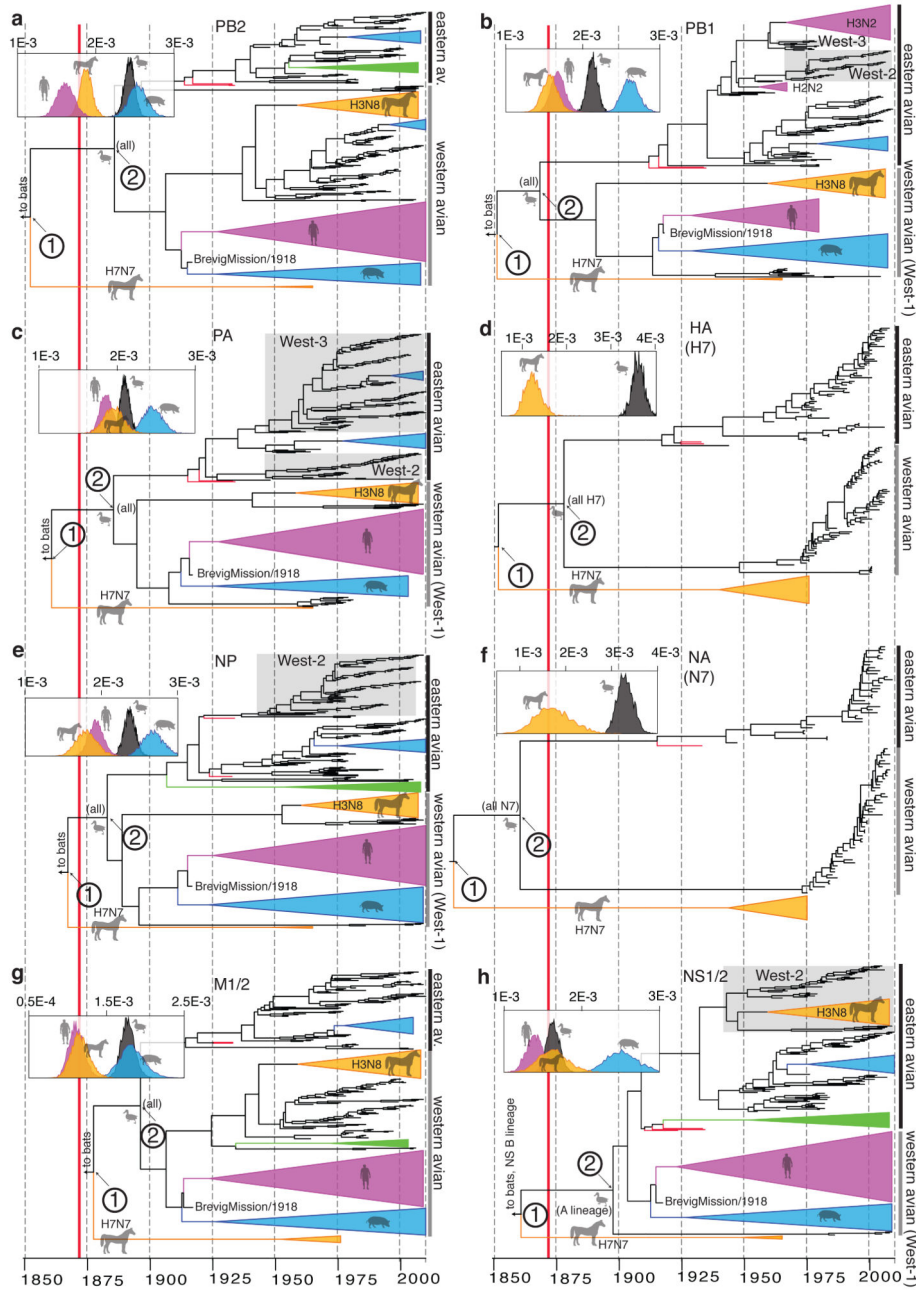 a
PB2
1E-3
2E-3
3E-3
H3N8
(all)
2
to bats
1
BrevigMission/1918
H7N7
eastern av.
western avian
b
PB1
1E-3
2E-3
3E-3
H3N2
West-3
West-2
H2N2
H3N8
(all)
2
to bats
1
BrevigMission/1918
H7N7
eastern avian
western avian (West-1)
c
PA
1E-3
2E-3
3E-3
West-3
West-2
2
(all)
H3N8
to bats
1
BrevigMission/1918
H7N7
eastern avian
western avian (West-1)
d
HA
(H7)
1E-3
2E-3
3E-3
4E-3
(all H7)
2
1
H7N7
eastern avian
western avian
e
NP
1E-3
2E-3
3E-3
West-2
H3N8
(all)
2
to bats
1
BrevigMission/1918
H7N7
eastern avian
western avian (West-1)
f
NA
(N7)
1E-3
2E-3
3E-3
4E-3
(all N7)
2
1
H7N7
eastern avian
western avian
g
M1/2
0.5E-4
1.5E-3
2.5E-3
H3N8
(all)
2
to bats
1
BrevigMission/1918
H7N7
eastern av.
western avian
h
NS1/2
1E-3
2E-3
3E-3
West-2
H3N8
to bats, NS B lineage
2
1
(A lineage)
BrevigMission/1918
H7N7
eastern avian
western avian (West-1)
1850 1875 1900 1925 1950 1975 2000
1850 1875 1900 1925 1950 1975 2000